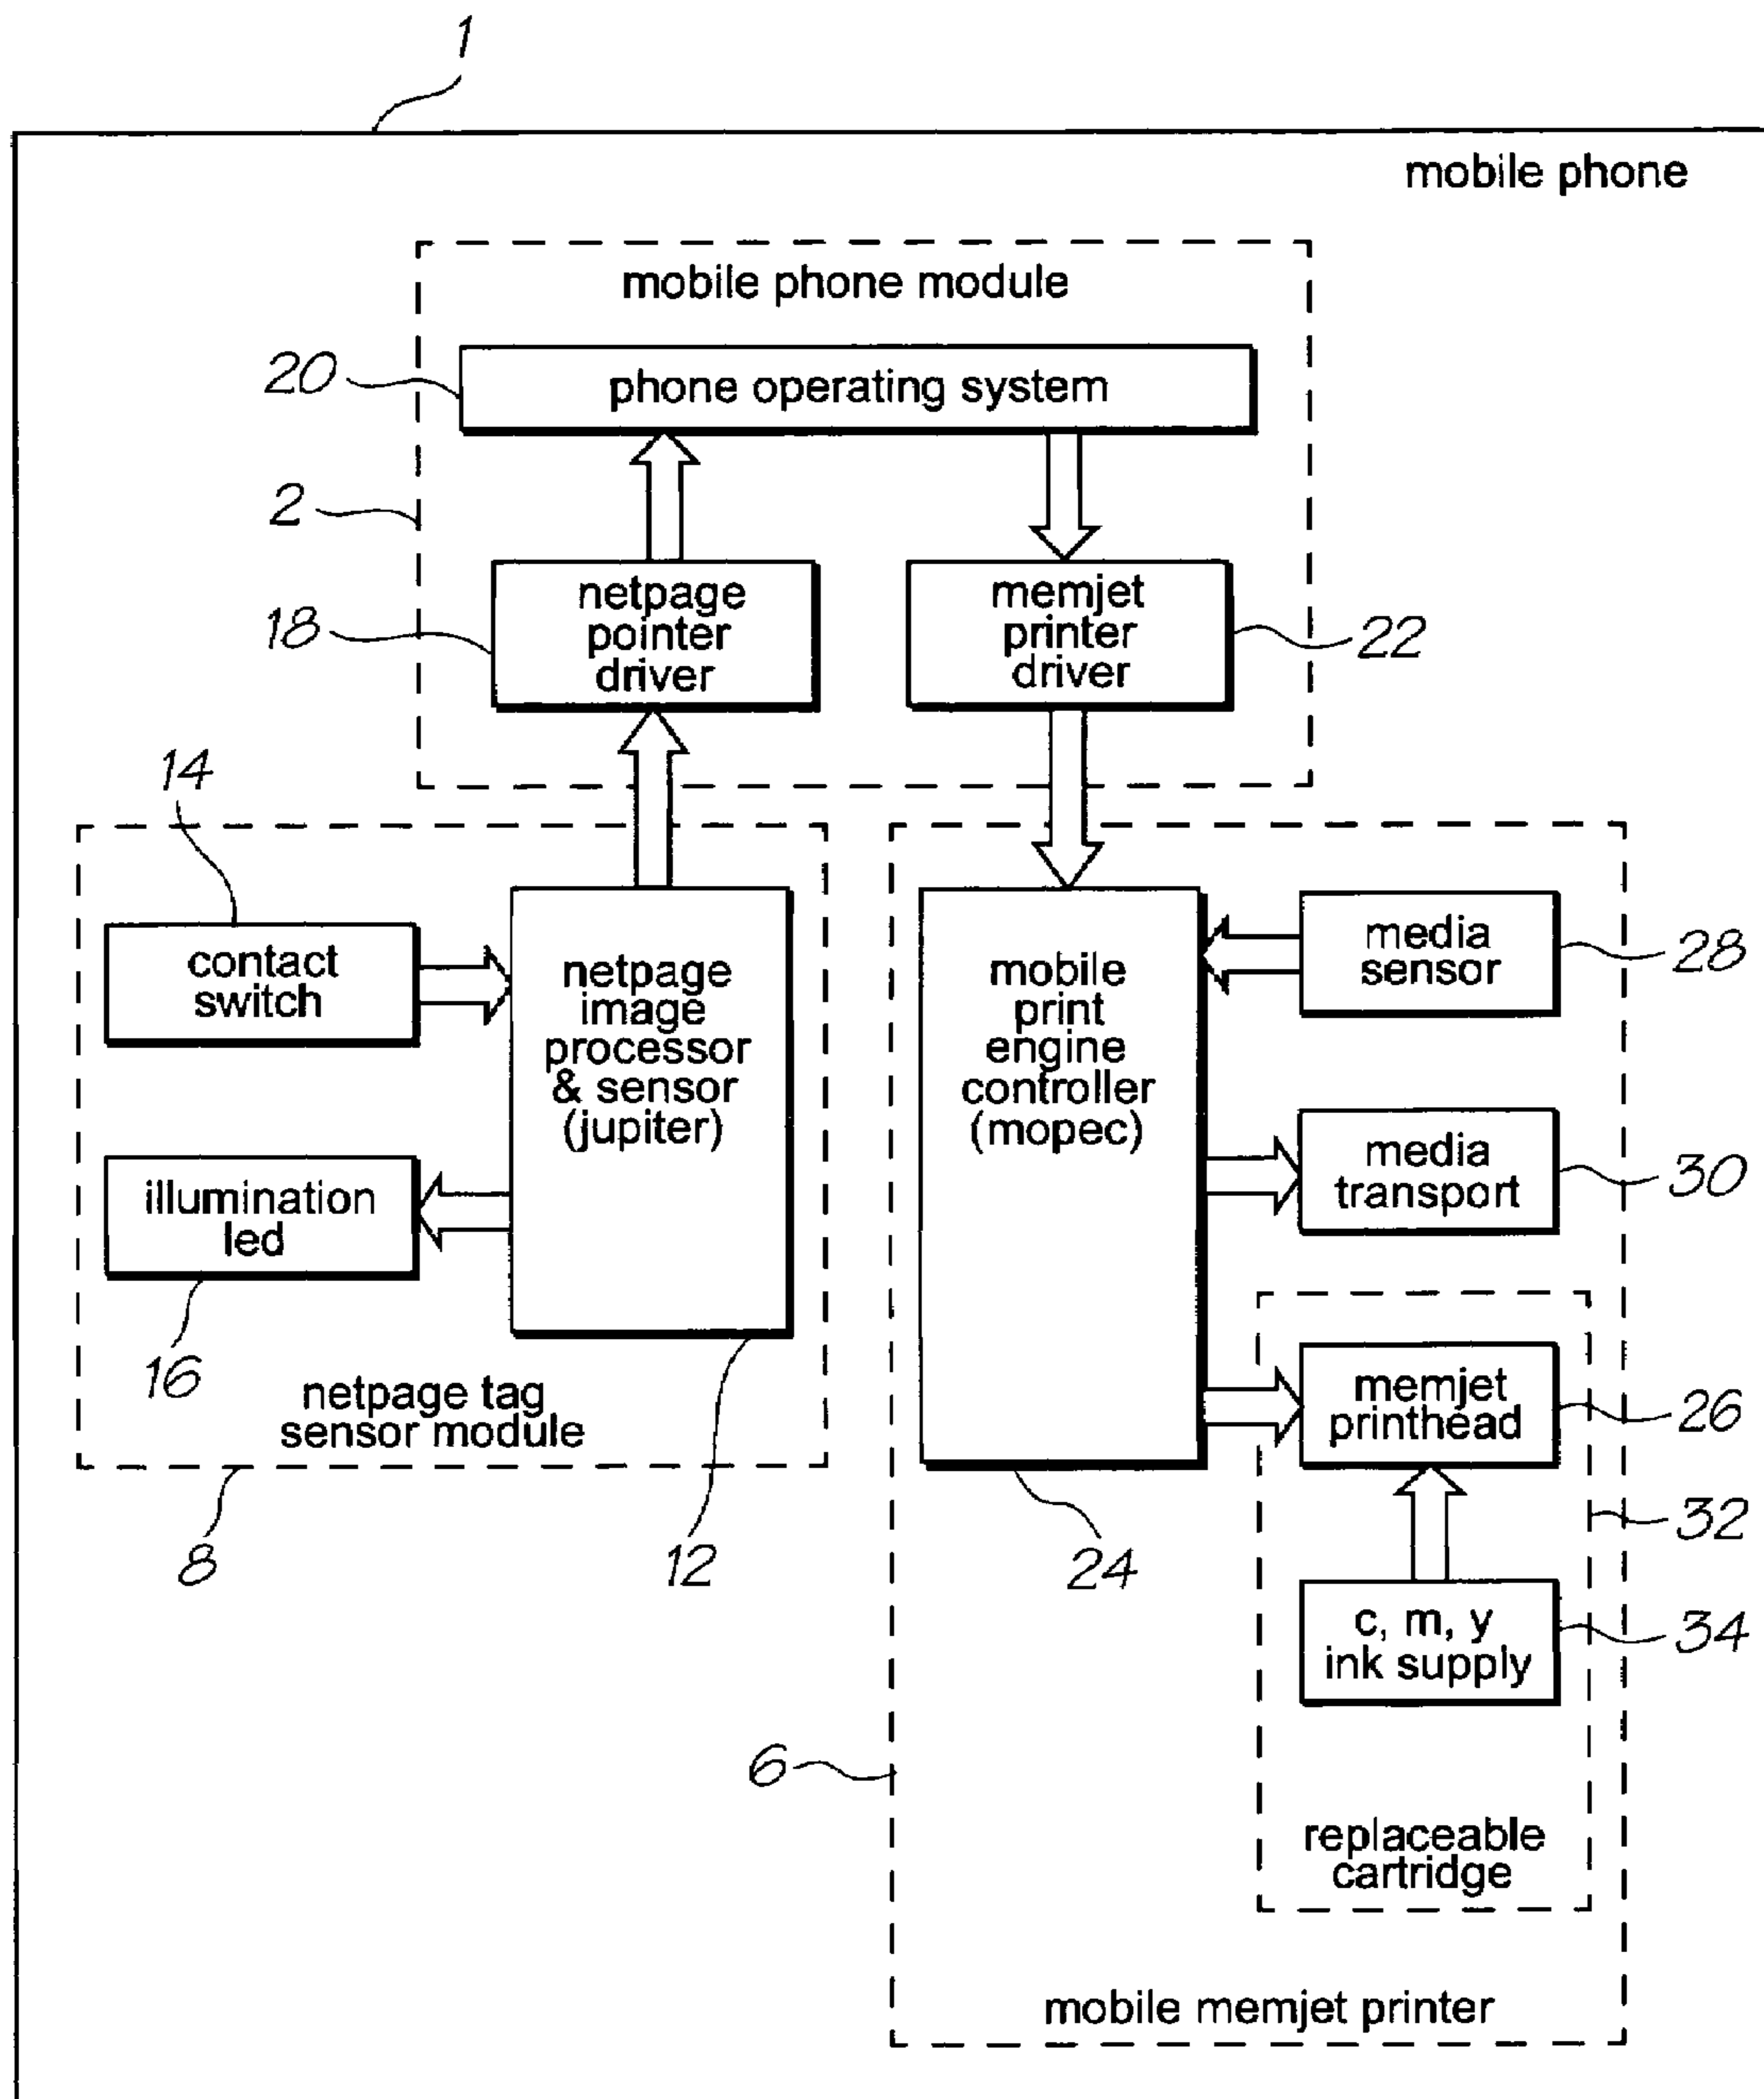 1
mobile phone
mobile phone module
20
phone operating system
2
18
netpage
pointer
driver
memjet
printer
driver
22
14
contact
switch
netpage
image
processor
& sensor
(jupiter)
illumination
led
16
netpage tag
sensor module
8
12
mobile
print
engine
controller
(mopec)
media
sensor
28
media
transport
30
memjet
printhead
26
32
24
c, m, y
ink supply
34
6
replaceable
cartridge
mobile memjet printer